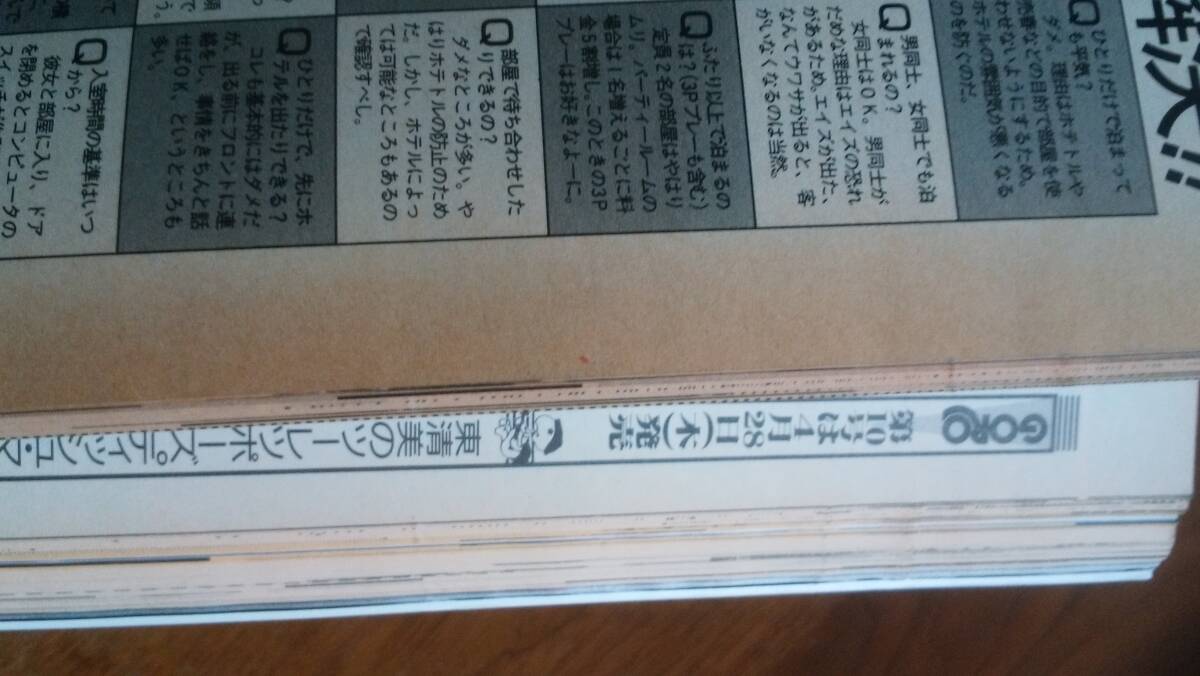 決!!
Qひとりだけで泊まって
も平気？
ダメ。理由はホテトルや
売春などの目的で部屋を使
わせないようにするため。
ホテルの雰囲気が悪くなる
のを防ぐのだ。
Q男同士、女同士でも泊
まれるの？
女同士はOK。男同士が
だめな理由はエイズの恐れ
があるため。エイズが出た、
なんてウワサが出ると、客
がいなくなるのは当然。
ふたり以上で泊まるの
は？(3Pプレーも含む)
定員2名の部屋はやはり
ムリ。パーティールームの
場合は1名増えるごとに料
金5割増し。このときの3P
プレーはお好きなよーに。
Q部屋で待ち合わせした
りできるの？
ダメなところが多い。や
はりホテトルの防止のため
だ。しかし、ホテルによっ
ては可能なところもあるの
で確認すべし。
Qひとりだけで、先にホ
テルを出たりできる？
コレも基本的にはダメだ
が、出る前にフロントに連
絡をし、事情をきちんと話
せばOK、というところも
多い。
Q入室時間の基準はいつ
から？
彼女と部屋に入り、ドア
を閉めるとコンピュータの
GORO
第10号は4月28日(木)発売
東清美のツーレツポーズ